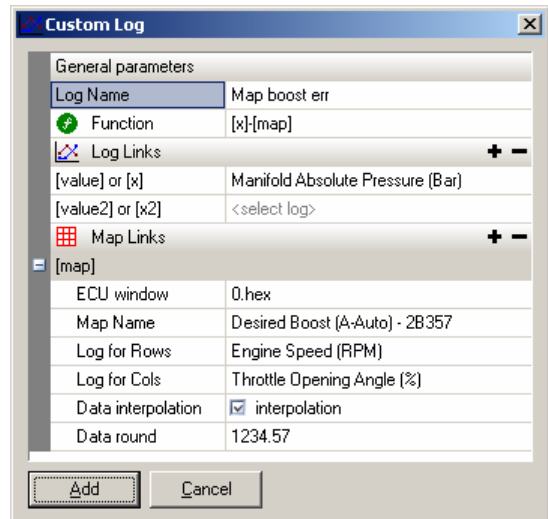 Custom Log
General parameters
Log Name Map boost err
Function [x]-[map]
Log Links
[value] or [x] Manifold Absolute Pressure (Bar)
[value2] or [x2] <select log>
Map Links
[map]
ECU window 0.hex
Map Name Desired Boost (A-Auto) - 2B357
Log for Rows Engine Speed (RPM)
Log for Cols Throttle Opening Angle (%)
Data interpolation interpolation
Data round 1234.57
Add Cancel